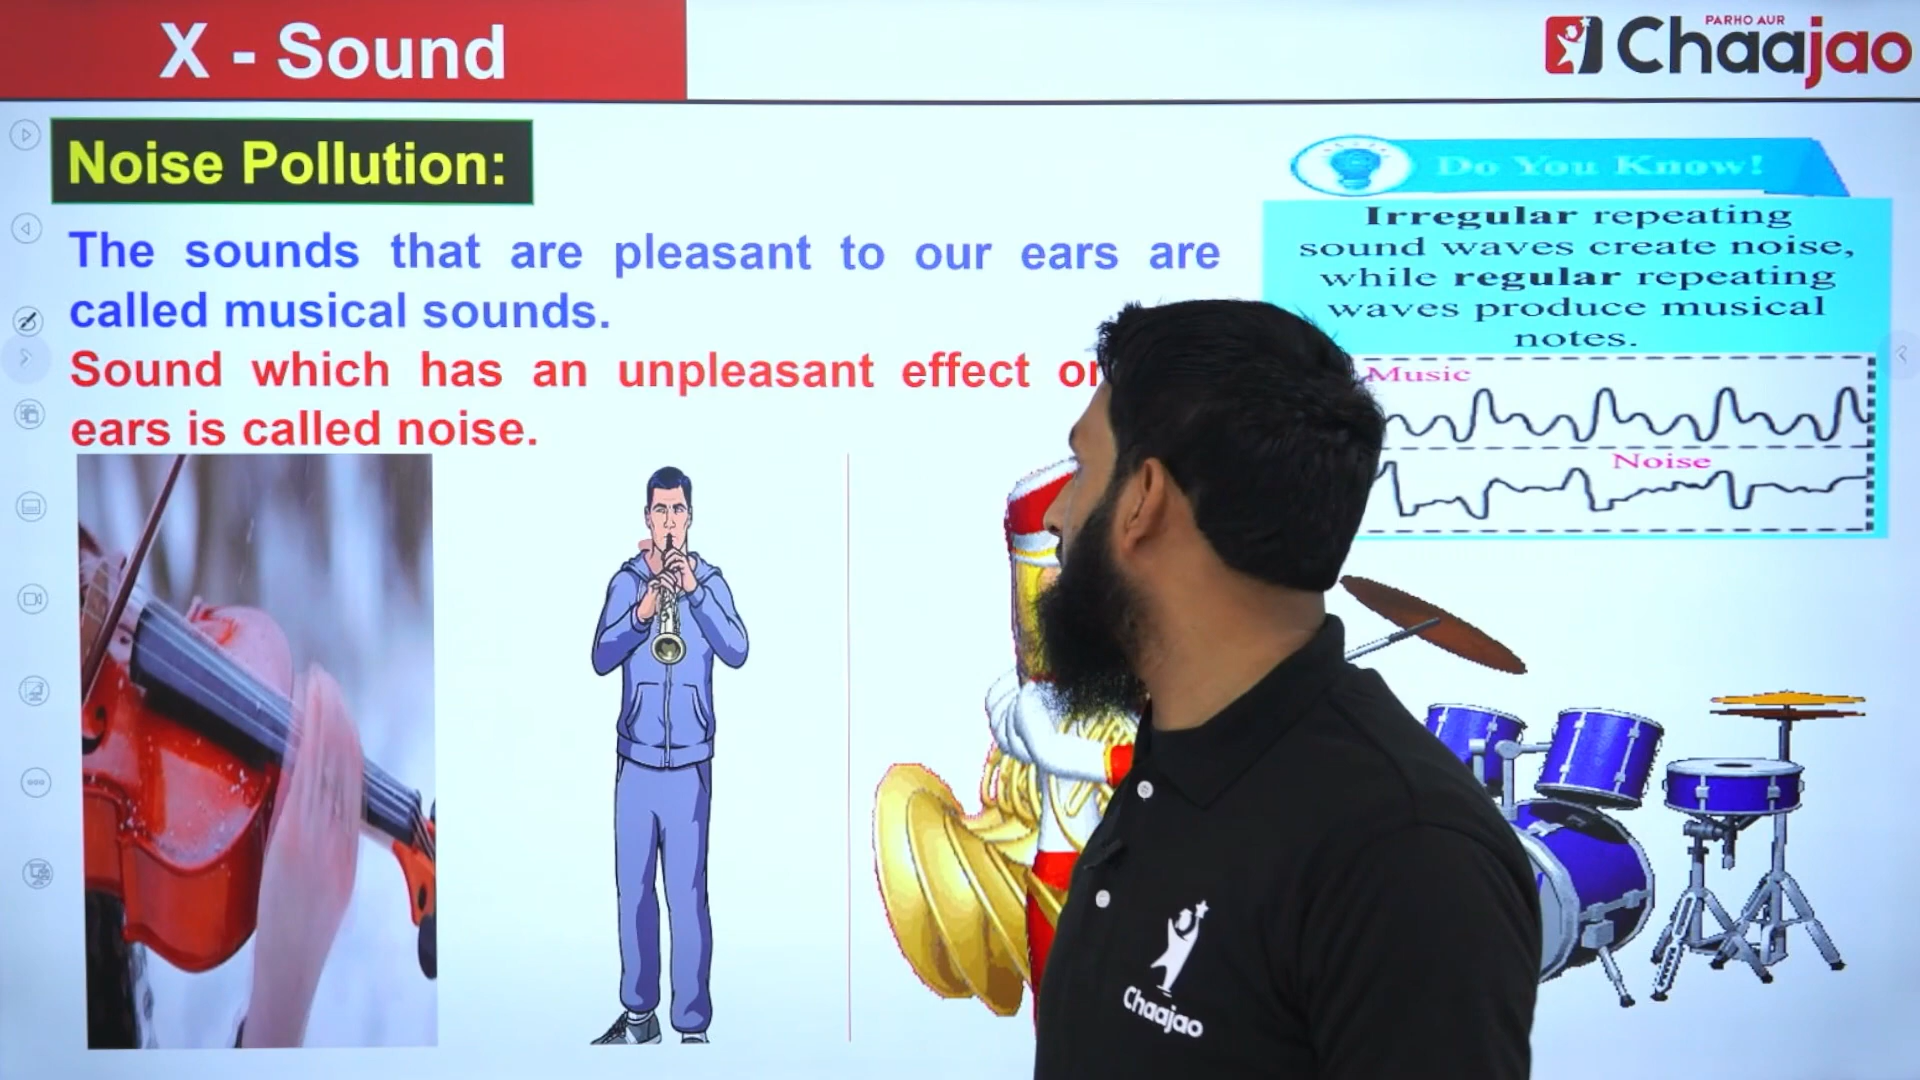 X - Sound
PARHO AUR
Chaajao
Noise Pollution:
The sounds that are pleasant to our ears are
called musical sounds.
Sound which has an unpleasant effect
ears is called noise.
Do You Know!
Irregular repeating
sound waves create noise,
while regular repeating
waves produce musical
notes.
Music
Noise
Chaajao